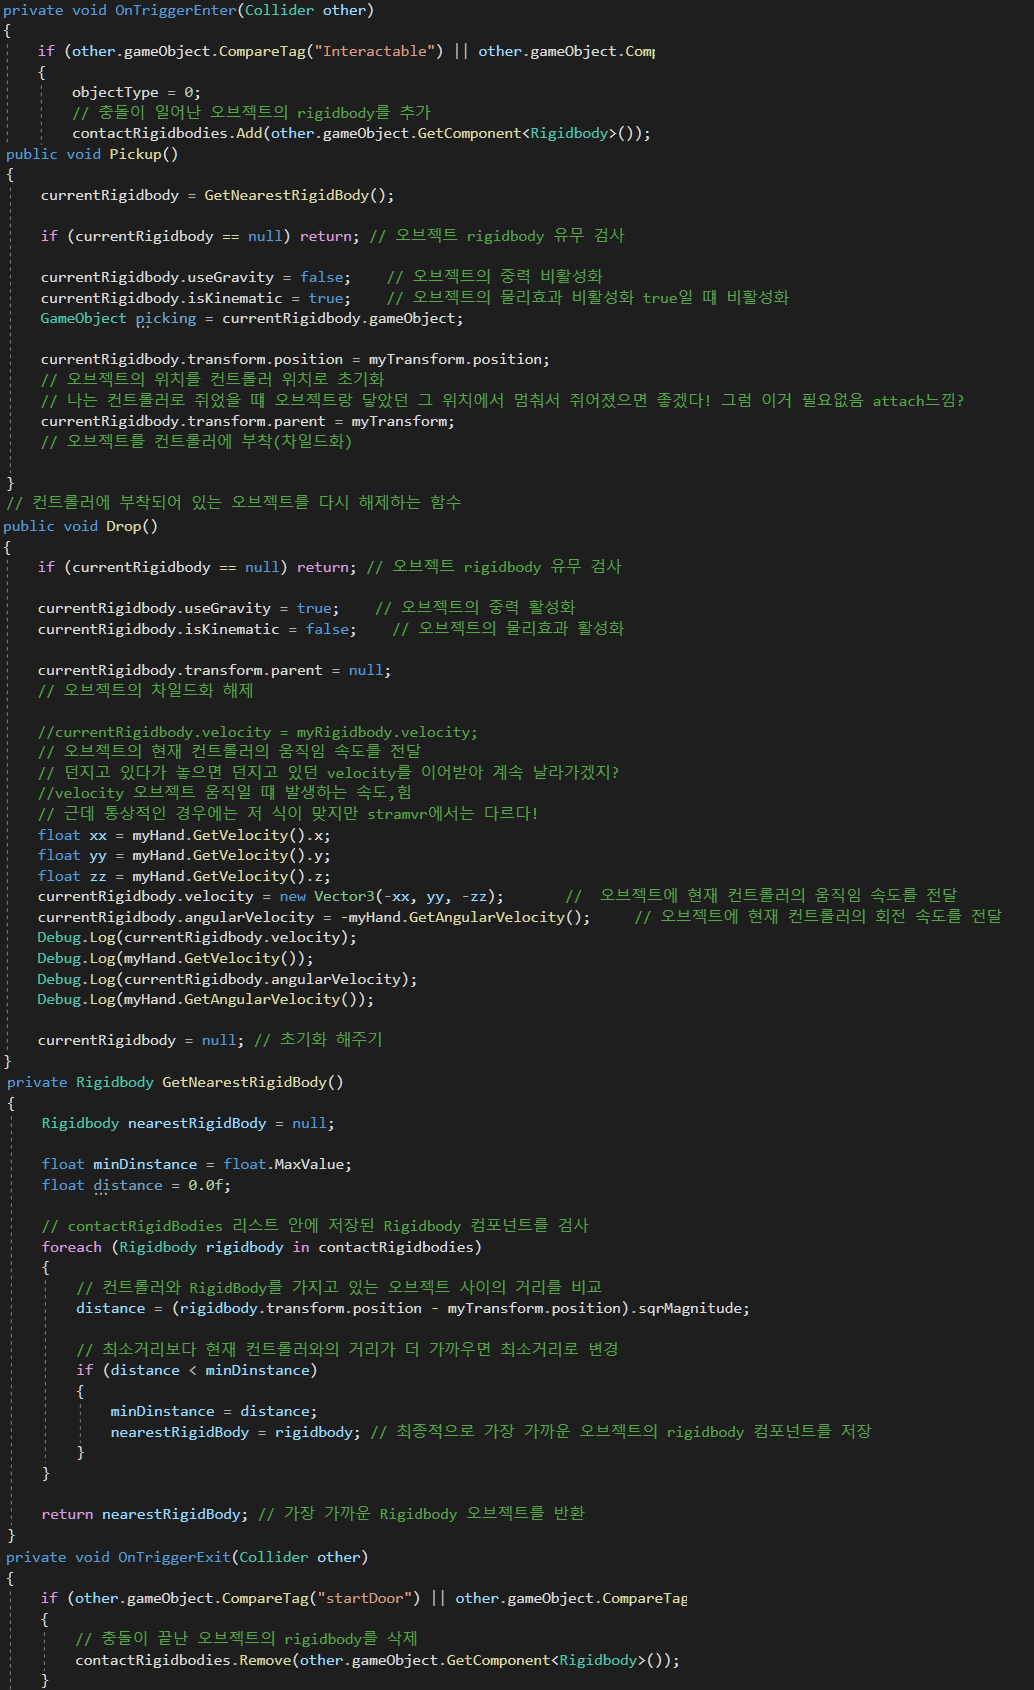 private void OnTriggerEnter(Collider other)
{
if (other.gameObject.CompareTag("Interactable") || other.gameObject.Comp
{
objectType = 0;
// 충돌이 일어난 오브젝트의 rigidbody를 추가
contactRigidbodies.Add(other.gameObject.GetComponent<Rigidbody>());
public void Pickup()
{
currentRigidbody = GetNearestRigidBody();
if (currentRigidbody == null) return; // 오브젝트 rigidbody 유무 검사
currentRigidbody.useGravity = false; // 오브젝트의 중력 비활성화
currentRigidbody.isKinematic = true; // 오브젝트의 물리효과 비활성화 true일 떄 비활성화
GameObject picking = currentRigidbody.gameObject;
currentRigidbody.transform.position = myTransform.position;
// 오브젝트의 위치를 컨트롤러 위치로 초기화
// 나는 컨트롤러로 쥐었을 떄 오브젝트랑 닿았던 그 위치에서 멈춰서 쥐어졌으면 좋겠다! 그럼 이거 필요없음 attach느낌?
currentRigidbody.transform.parent = myTransform;
// 오브젝트를 컨트롤러에 부착(차일드화)
}
// 컨트롤러에 부착되어 있는 오브젝트를 다시 해제하는 함수
public void Drop()
{
if (currentRigidbody == null) return; // 오브젝트 rigidbody 유무 검사
currentRigidbody.useGravity = true; // 오브젝트의 중력 활성화
currentRigidbody.isKinematic = false; // 오브젝트의 물리효과 활성화
currentRigidbody.transform.parent = null;
// 오브젝트의 차일드화 해제
//currentRigidbody.velocity = myRigidbody.velocity;
// 오브젝트의 현재 컨트롤러의 움직임 속도를 전달
// 던지고 있다가 놓으면 던지고 있던 velocity를 이어받아 계속 날라가겠지?
//velocity 오브젝트 움직일 떄 발생하는 속도,힘
// 근데 통상적인 경우에는 저 식이 맞지만 stramvr에서는 다르다!
float xx = myHand.GetVelocity().x;
float yy = myHand.GetVelocity().y;
float zz = myHand.GetVelocity().z;
currentRigidbody.velocity = new Vector3(-xx, yy, -zz); // 오브젝트에 현재 컨트롤러의 움직임 속도를 전달
currentRigidbody.angularVelocity = -myHand.GetAngularVelocity(); // 오브젝트에 현재 컨트롤러의 회전 속도를 전달
Debug.Log(currentRigidbody.velocity);
Debug.Log(myHand.GetVelocity());
Debug.Log(currentRigidbody.angularVelocity);
Debug.Log(myHand.GetAngularVelocity());
currentRigidbody = null; // 초기화 해주기
}
private Rigidbody GetNearestRigidBody()
{
Rigidbody nearestRigidBody = null;
float minDinstance = float.MaxValue;
float distance = 0.0f;
// contactRigidBodies 리스트 안에 저장된 Rigidbody 컴포넌트를 검사
foreach (Rigidbody rigidbody in contactRigidbodies)
{
// 컨트롤러와 RigidBody를 가지고 있는 오브젝트 사이의 거리를 비교
distance = (rigidbody.transform.position - myTransform.position).sqrMagnitude;
// 최소거리보다 현재 컨트롤러와의 거리가 더 가까우면 최소거리로 변경
if (distance < minDinstance)
{
minDinstance = distance;
nearestRigidBody = rigidbody; // 최종적으로 가장 가까운 오브젝트의 rigidbody 컴포넌트를 저장
}
}
return nearestRigidBody; // 가장 가까운 Rigidbody 오브젝트를 반환
}
private void OnTriggerExit(Collider other)
{
if (other.gameObject.CompareTag("startDoor") || other.gameObject.CompareTag
{
// 충돌이 끝난 오브젝트의 rigidbody를 삭제
contactRigidbodies.Remove(other.gameObject.GetComponent<Rigidbody>());
}